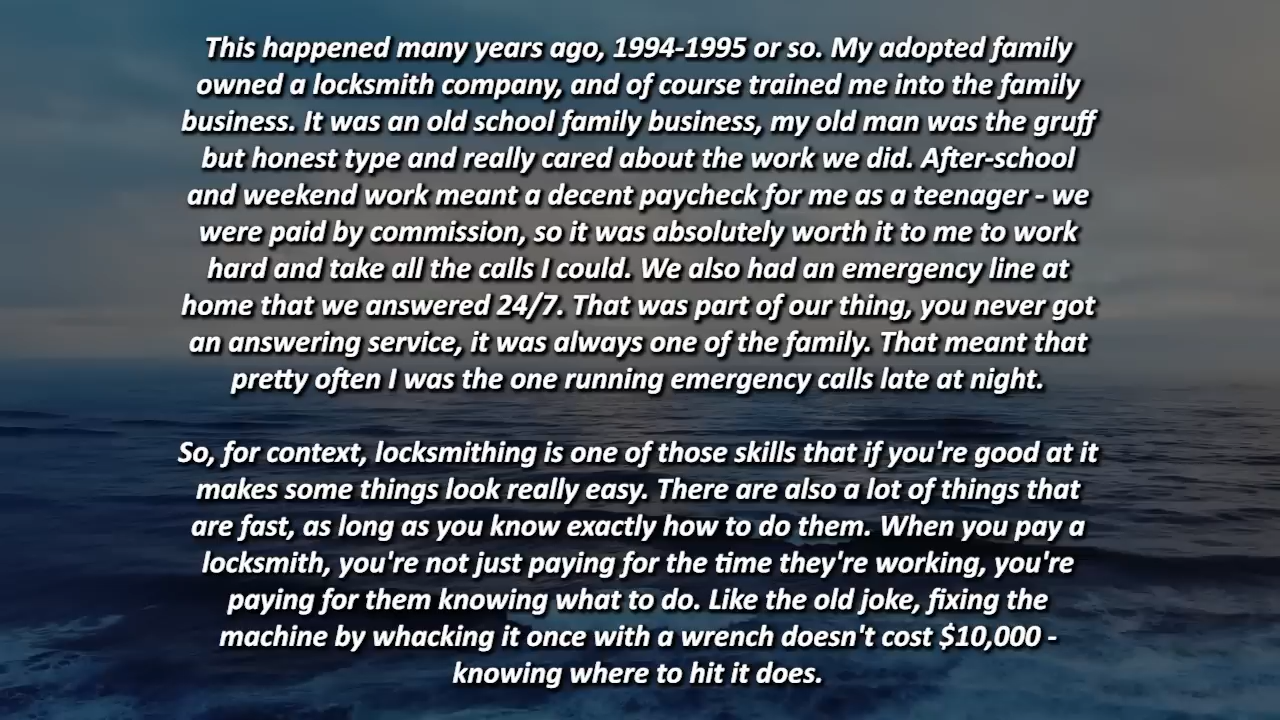 This happened many years ago, 1994-1995 or so. My adopted family
owned a locksmith company, and of course trained me into the family
business. It was an old school family business, my old man was the gruff
but honest type and really cared about the work we did. After-school
and weekend work meant a decent paycheck for me as a teenager - we
were paid by commission, so it was absolutely worth it to me to work
hard and take all the calls I could. We also had an emergency line at
home that we answered 24/7. That was part of our thing, you never got
an answering service, it was always one of the family. That meant that
pretty often I was the one running emergency calls late at night.
So, for context, locksmithing is one of those skills that if you're good at it
makes some things look really easy. There are also a lot of things that
are fast, as long as you know exactly how to do them. When you pay a
locksmith, you're not just paying for the time they're working, you're
paying for them knowing what to do. Like the old joke, fixing the
machine by whacking it once with a wrench doesn't cost $10,000 -
knowing where to hit it does.